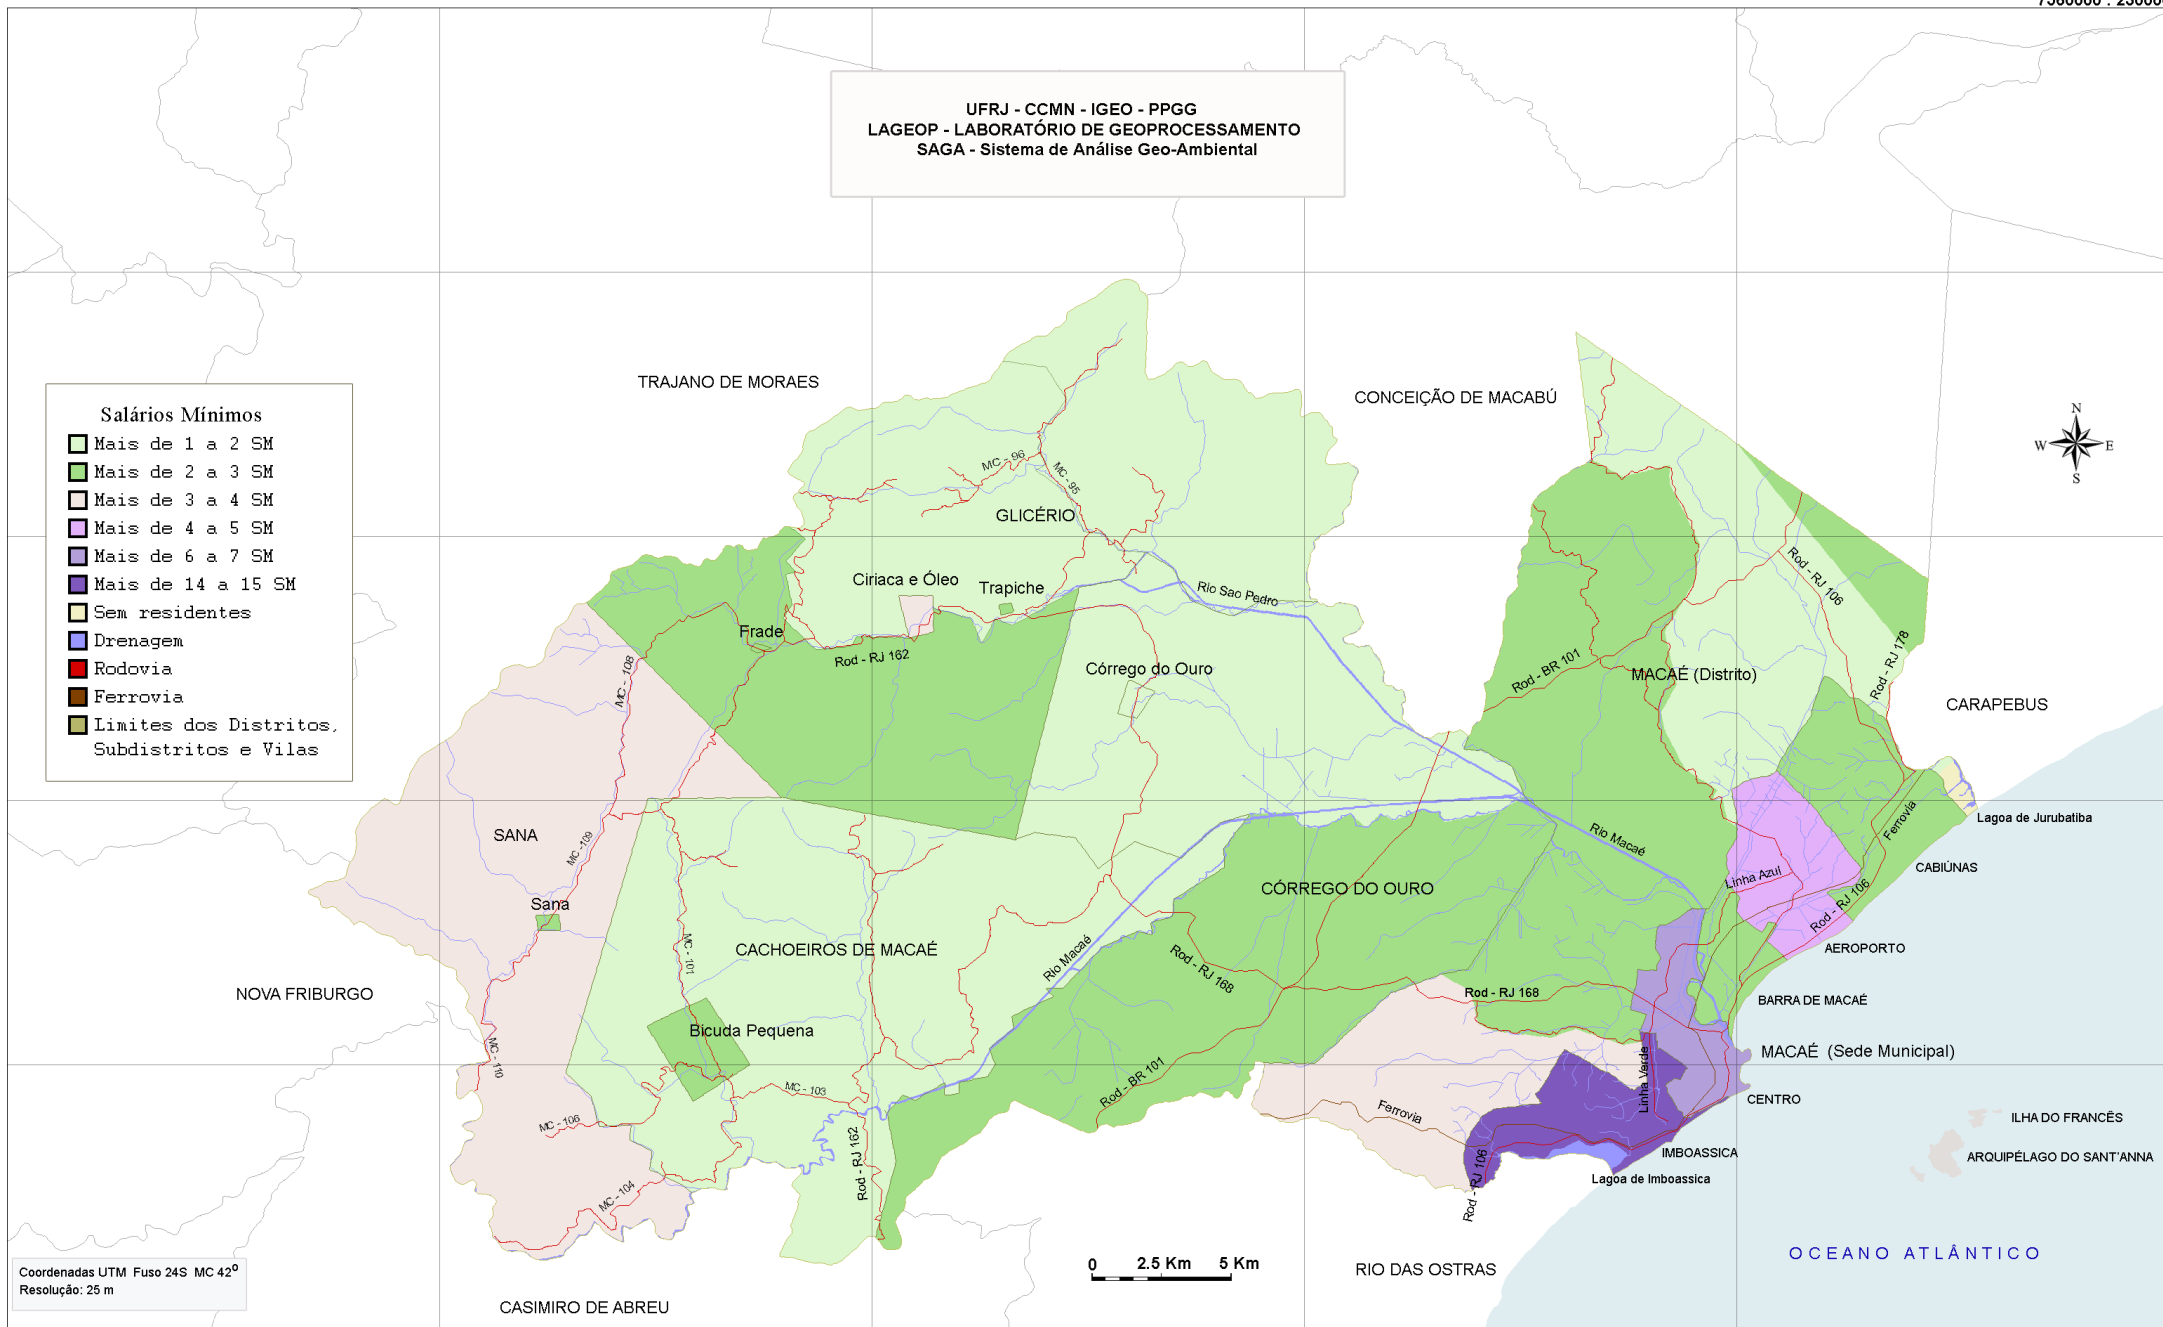 UFRJ - CCMN - IGEO - PPGG
LAGEOP - LABORATÓRIO DE GEOPROCESSAMENTO
SAGA - Sistema de Análise Geo-Ambiental
TRAJANO DE MORAES
CONCEIÇÃO DE MACABÚ
Salários Mínimos
Mais de 1 a 2 SM
Mais de 2 a 3 SM
Mais de 3 a 4 SM
Mais de 4 a 5 SM
Mais de 6 a 7 SM
Mais de 14 a 15 SM
Sem residentes
Drenagem
Rodovia
Ferrovia
Limites dos Distritos,
Subdistritos e Vilas
N
W E
S
MC - 96
MC - 95
GLICÉRIO
Ciriaca e Óleo
Trapiche
Rio Sao Pedro
Rod - RJ 106
Frade
Rod - RJ 162
MC - 108
Córrego do Ouro
Rod - BR 101
MACAÉ (Distrito)
Rod - RJ 178
CARAPEBUS
SANA
MC -109
Rio Macaé
Ferrovia
Lagoa de Jurubatiba
CABIÚNAS
Linha Azul
Rod - RJ 106
Sana
CÓRREGO DO OURO
MC - 101
CACHOEIROS DE MACAÉ
Rio Macaé
Rod - RJ 168
AEROPORTO
NOVA FRIBURGO
Rod - RJ 168
BARRA DE MACAÉ
Bicuda Pequena
MC - 110
MACAÉ (Sede Municipal)
Linha Verde
MC - 103
Rod - BR 101
CENTRO
Ferrovia
MC - 106
ILHA DO FRANCÊS
Rod - RJ 162
IMBOASSICA
ARQUIPÉLAGO DO SANT'ANNA
Lagoa de Imboassica
Rod - RJ 106
MC - 104
OCEANO ATLÂNTICO
0 2.5 Km 5 Km
RIO DAS OSTRAS
Coordenadas UTM Fuso 24S MC 42º
Resolução: 25 m
CASIMIRO DE ABREU